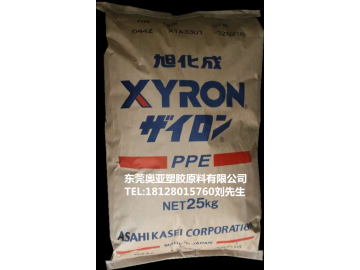 旭化成
XYRON
ザイロン
PPE
东莞奥亚塑胶原料有限公司
TEL:18128015760刘先生
NET25kg
ASAHI KASEI CORPORATION